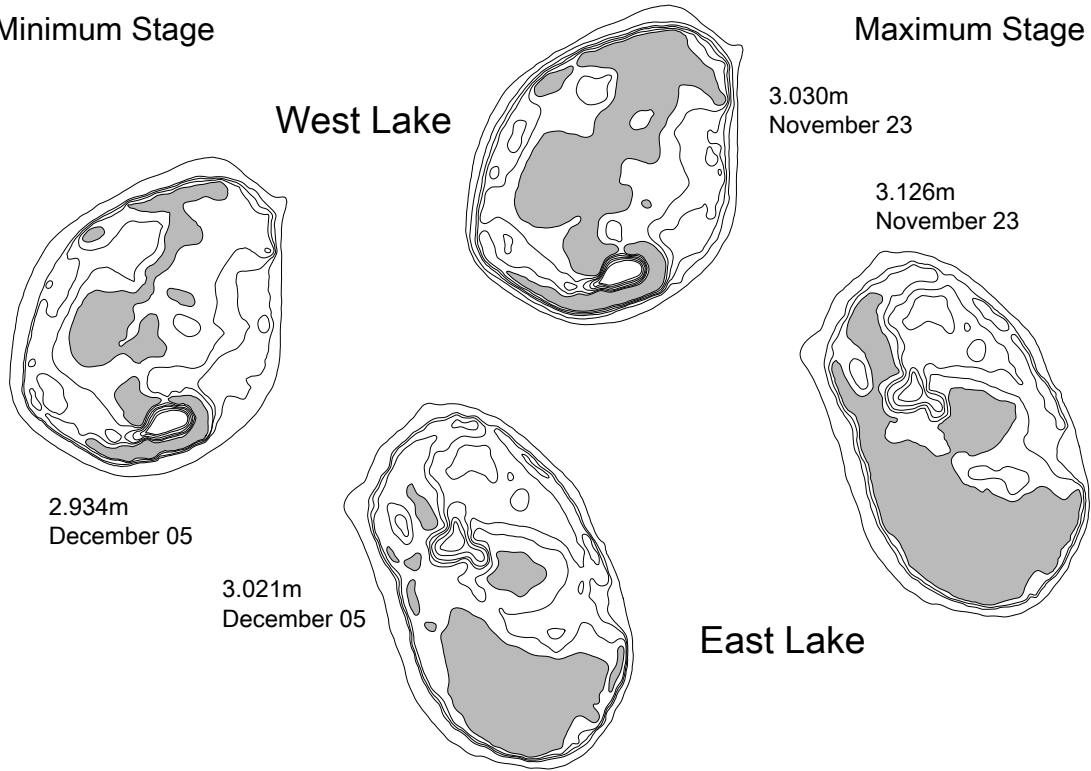 Minimum Stage
Maximum Stage
West Lake
3.030m
November 23
3.126m
November 23
2.934m
December 05
3.021m
December 05
East Lake